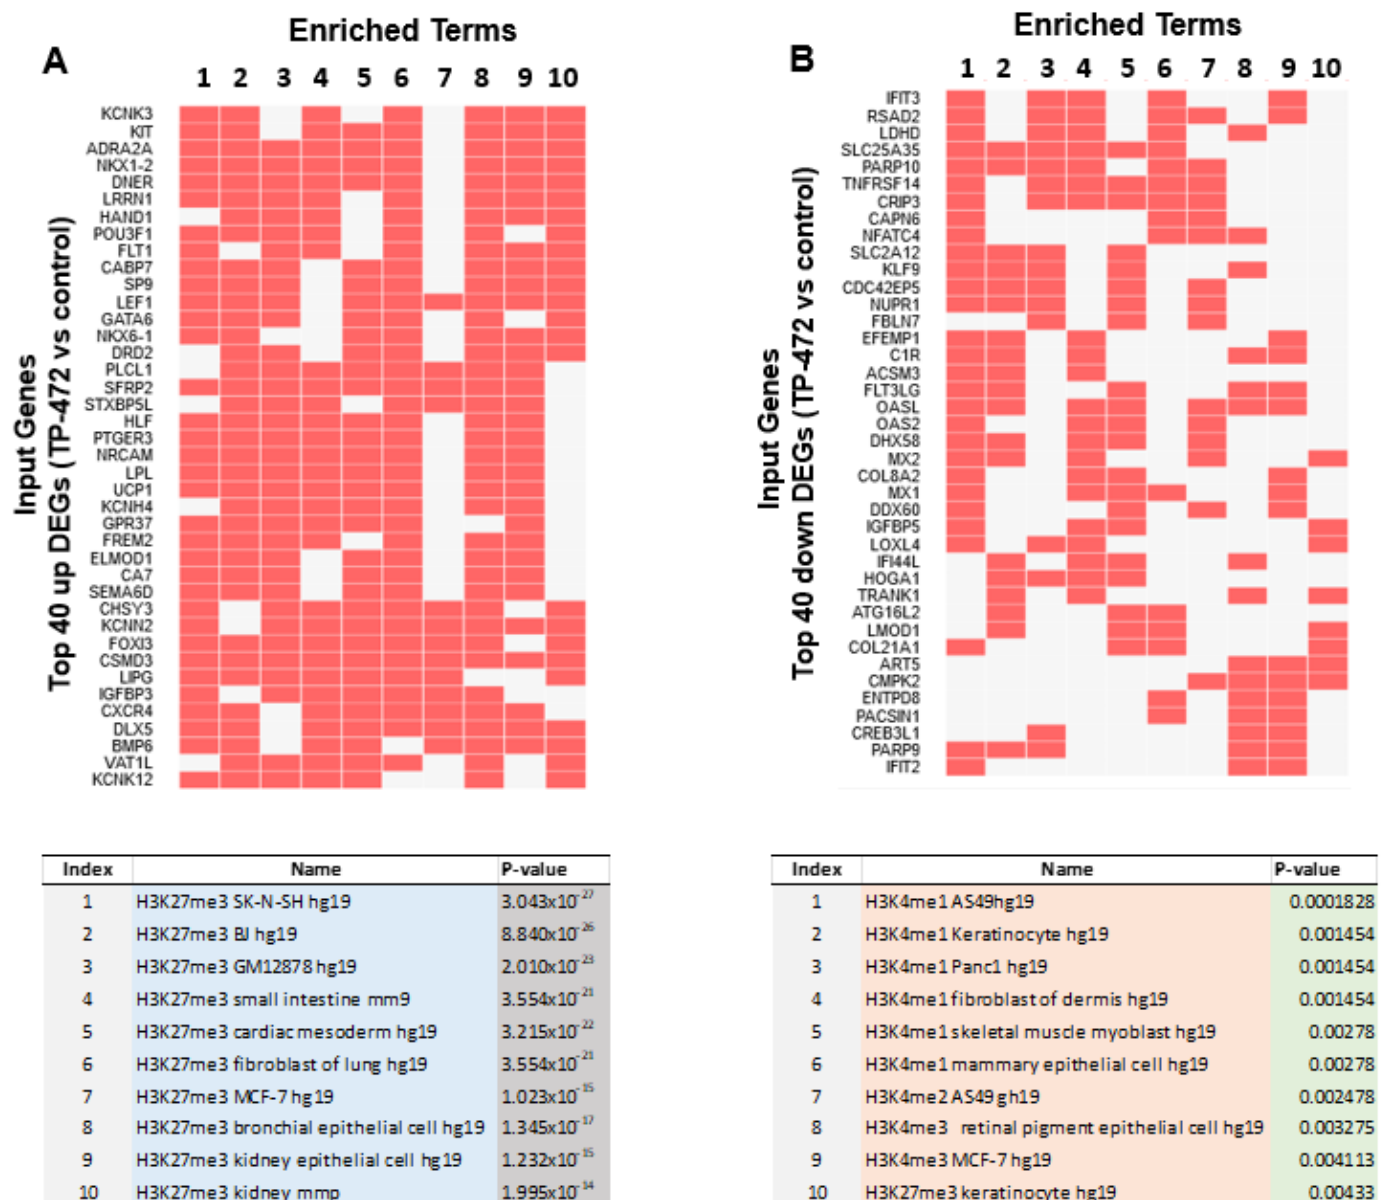 A
Enriched Terms
1 2 3 4 5 6 7 8 9 10
Input Genes
Top 40 up DEGs (TP-472 vs control)
KCNK3
KIT
ADRA2A
NKX1-2
DNER
LRRN1
HAND1
POU3F1
FLT1
CABP7
SP9
LEF1
GATA6
NKX6-1
DRD2
PLCL1
SFRP2
STXBP5L
HLF
PTGER3
NRCAM
LPL
UCP1
KCNH4
GPR37
FREM2
ELMOD1
CA7
SEMA6D
CHSY3
KCNN2
FOXI3
CSMD3
LIPG
IGFBP3
CXCR4
DLX5
BMP6
VAT1L
KCNK12
Index Name P-value
1 H3K27me3 SK-N-SH hg19 3.043x10-27
2 H3K27me3 BJ hg19 8.840x10-26
3 H3K27me3 GM12878 hg19 2.010x10-23
4 H3K27me3 small intestine mm9 3.554x10-21
5 H3K27me3 cardiac mesoderm hg19 3.215x10-22
6 H3K27me3 fibroblast of lung hg19 3.554x10-21
7 H3K27me3 MCF-7 hg19 1.023x10-15
8 H3K27me3 bronchial epithelial cell hg19 1.345x10-17
9 H3K27me3 kidney epithelial cell hg19 1.232x10-15
10 H3K27me3 kidney mmp 1.995x10-14
B
Enriched Terms
1 2 3 4 5 6 7 8 9 10
Input Genes
Top 40 down DEGs (TP-472 vs control)
IFIT3
RSAD2
LDHD
SLC25A35
PARP10
TNFRSF14
CRIP3
CAPN6
NFATC4
SLC2A12
KLF9
CDC42EP5
NUPR1
FBLN7
EFEMP1
C1R
ACSM3
FLT3LG
OASL
OAS2
DHX58
MX2
COL8A2
MX1
DDX60
IGFBP5
LOXL4
IFI44L
HOGA1
TRANK1
ATG16L2
LMOD1
COL21A1
ART5
CMPK2
ENTPD8
PACSIN1
CREB3L1
PARP9
IFIT2
Index Name P-value
1 H3K4me1 AS49hg19 0.0001828
2 H3K4me1 Keratinocyte hg19 0.001454
3 H3K4me1 Panc1 hg19 0.001454
4 H3K4me1 fibroblast of dermis hg19 0.001454
5 H3K4me1 skeletal muscle myoblast hg19 0.00278
6 H3K4me1 mammary epithelial cell hg19 0.00278
7 H3K4me2 AS49 gh19 0.002478
8 H3K4me3 retinal pigment epithelial cell hg19 0.003275
9 H3K4me3 MCF-7 hg19 0.004113
10 H3K27me3 keratinocyte hg19 0.00433